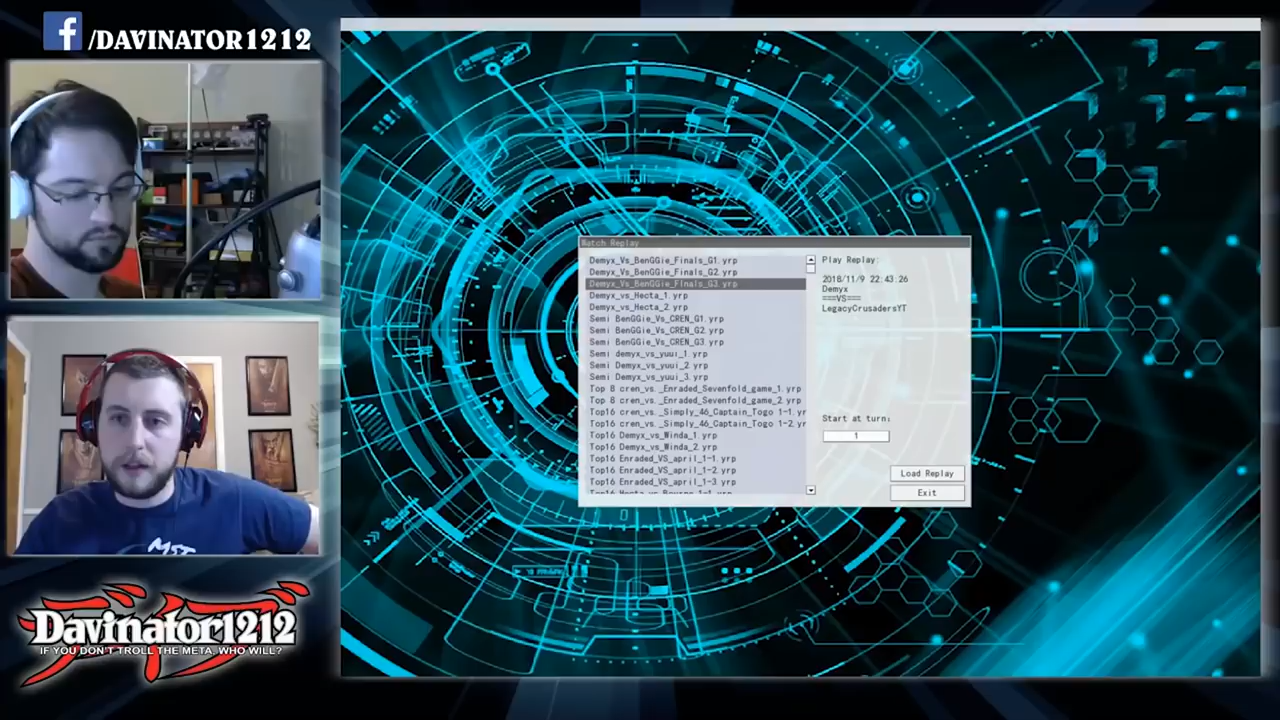 /DAVINATOR1212
Watch Replay
Demyx_Vs_BenGGie_Finals_G1.yrp
Demyx_Vs_BenGGie_Finals_G2.yrp
Demyx_Vs_BenGGie_Finals_G3.yrp
Demyx_vs_Hecta_1.yrp
Demyx_vs_Hecta_2.yrp
Semi BenGGie_Vs_CREN_G1.yrp
Semi BenGGie_Vs_CREN_G2.yrp
Semi BenGGie_Vs_CREN_G3.yrp
Semi demyx_vs_yuui_1.yrp
Semi Demyx_vs_yuui_2.yrp
Semi Demyx_vs_yuui_3.yrp
Top 8 cren_vs._Enraded_Sevenfold_game_1.yrp
Top 8 cren_vs._Enraded_Sevenfold_game_2.yrp
Top16 cren_vs._Simply_46_Captain_Togo 1-1.yr
Top16 cren_vs._Simply_46_Captain_Togo 1-2.yr
Top16 Demyx_vs_Winda_1.yrp
Top16 Demyx_vs_Winda_2.yrp
Top16 Enraded_VS_april_1-1.yrp
Top16 Enraded_VS_april_1-2.yrp
Top16 Enraded_VS_april_1-3.yrp
Play Replay:
2018/11/9 22:43:26
Demyx
===VS===
LegacyCrusadersYT
Start at turn:
1
Load Replay
Exit
Davinator1212
IF YOU DON'T TROLL THE META, WHO WILL?